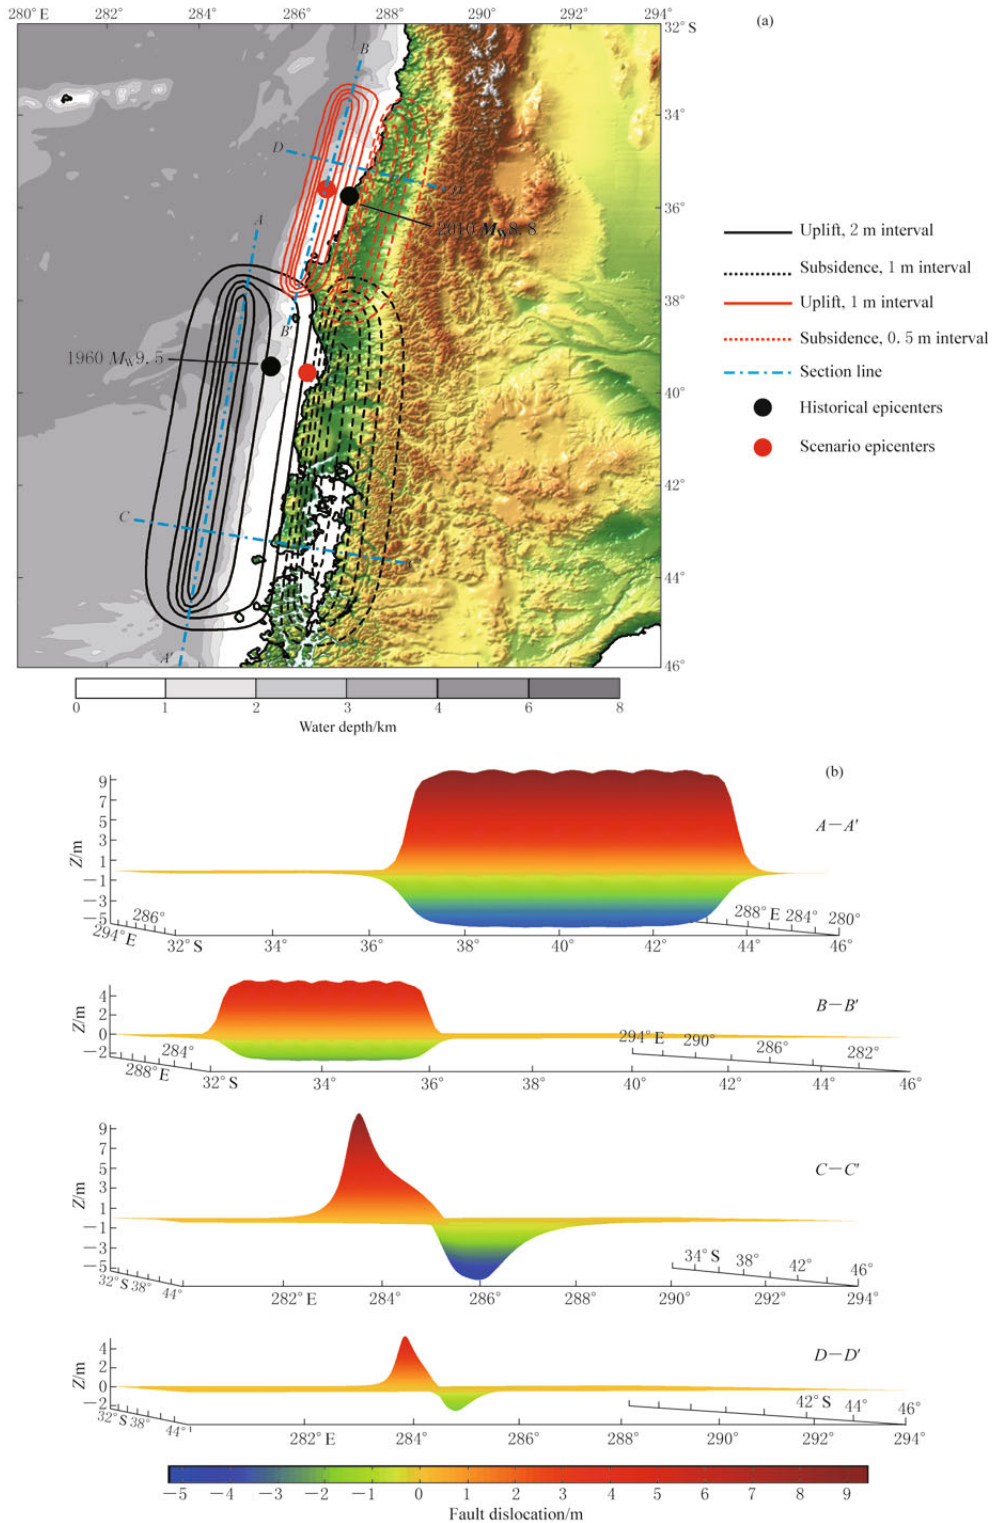 280° E 282° 284° 286° 288° 290° 292° 294°
(a)
32° S
34°
36°
38°
40°
42°
44°
46°
B
D
A
2010 MW8.8
B′
1960 MW9.5
C
A′
Uplift, 2 m interval
Subsidence, 1 m interval
Uplift, 1 m interval
Subsidence, 0.5 m interval
Section line
Historical epicenters
Scenario epicenters
0 1 2 3 4 6 8
Water depth/km
(b)
Z/m
9
7
5
3
1
−1
−3
−5
A—A′
286°
294° E
32° S 34° 36° 38° 40° 42° 44° 46°
288° E 284° 280°
Z/m
4
2
0
−2
B—B′
284°
288° E
32° S 34° 36° 40° 42° 44° 46°
294° E 290° 286° 282°
Z/m
9
7
5
3
1
−1
−3
−5
C—C′
32° S 38° 44°
34° S 38° 42° 46°
282° E 284° 286° 288° 290° 292° 294°
Z/m
4
2
0
−2
D—D′
32° S 38° 44°
42° S 44° 46°
282° E 284° 286° 288° 290° 292° 294°
−5 −4 −3 −2 −1 0 1 2 3 4 5 6 7 8 9
Fault dislocation/m